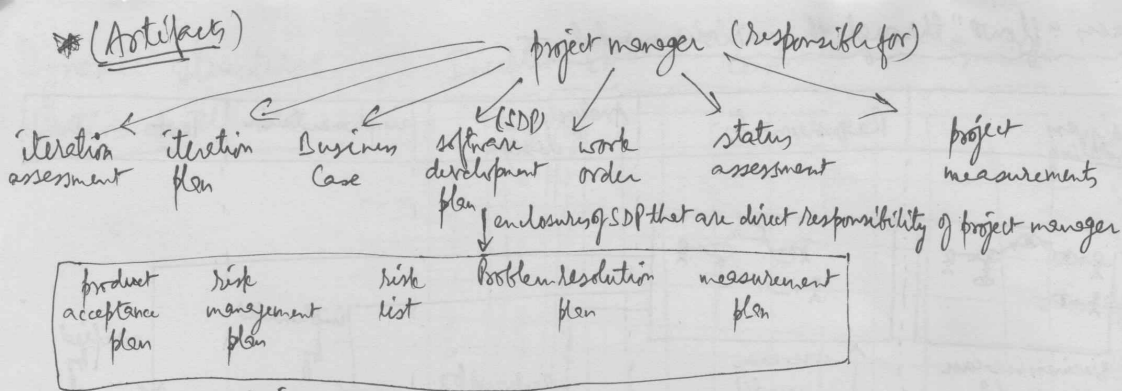 (Artifacts)
project manager (responsible for)
iteration assessment
iteration plan
Business Case
(SDP)
software development plan
work order
status assessment
project measurements
enclosures of SDP that are direct responsibility of project manager
product acceptance plan
risk management plan
risk list
Problem resolution plan
measurement plan